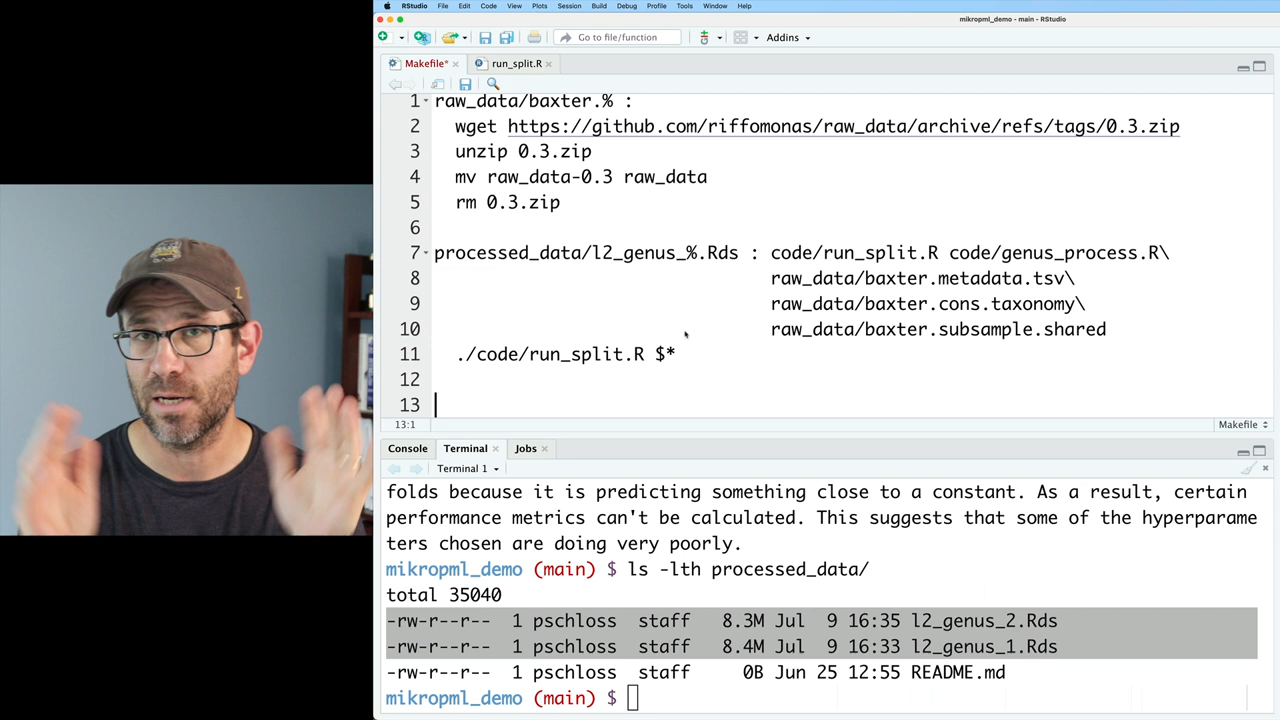 RStudio File Edit Code View Plots Session Build Debug Profile Tools Window Help
mikropml_demo - main - RStudio
Go to file/function Addins
Makefile* run_split.R
1 raw_data/baxter.% :
2 wget https://github.com/riffomonas/raw_data/archive/refs/tags/0.3.zip
3 unzip 0.3.zip
4 mv raw_data-0.3 raw_data
5 rm 0.3.zip
6
7 processed_data/l2_genus_%.Rds : code/run_split.R code/genus_process.R\
8 raw_data/baxter.metadata.tsv\
9 raw_data/baxter.cons.taxonomy\
10 raw_data/baxter.subsample.shared
11 ./code/run_split.R $*
12
13
13:1 Makefile
Console Terminal Jobs
Terminal 1
folds because it is predicting something close to a constant. As a result, certain
performance metrics can't be calculated. This suggests that some of the hyperparame
ters chosen are doing very poorly.
mikropml_demo (main) $ ls -lth processed_data/
total 35040
-rw-r--r-- 1 pschloss staff 8.3M Jul 9 16:35 l2_genus_2.Rds
-rw-r--r-- 1 pschloss staff 8.4M Jul 9 16:33 l2_genus_1.Rds
-rw-r--r-- 1 pschloss staff 0B Jun 25 12:55 README.md
mikropml_demo (main) $